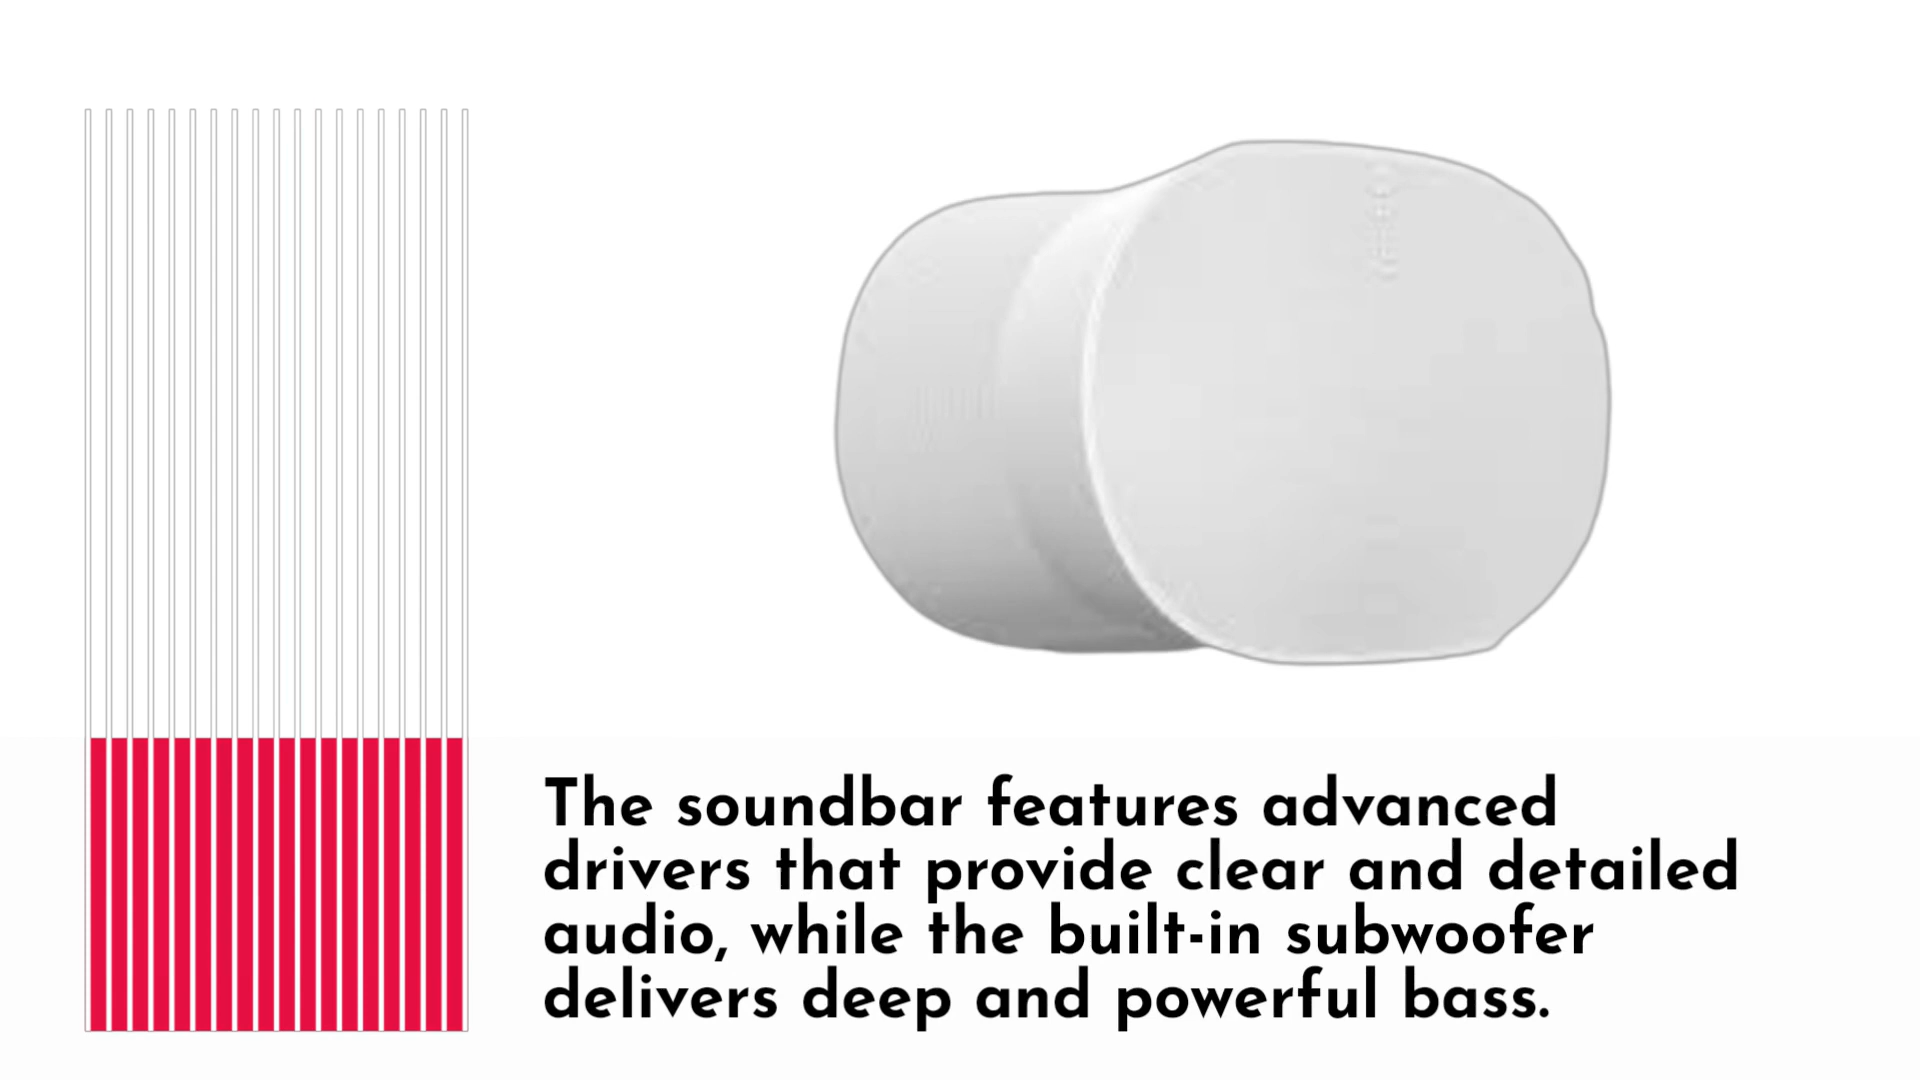 The soundbar features advanced
drivers that provide clear and detailed
audio, while the built-in subwoofer
delivers deep and powerful bass.